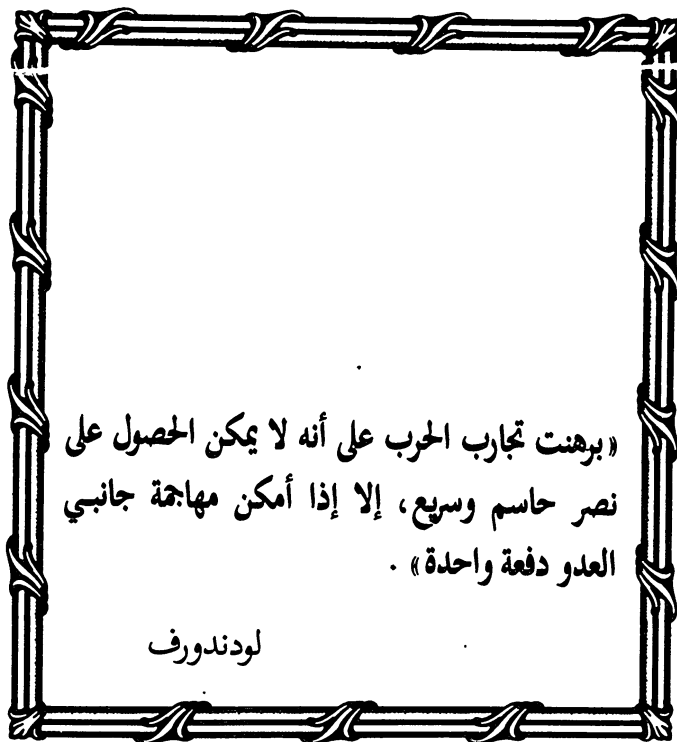 «برهنت تجارب الحرب على أنه لا يمكن الحصول على
نصر حاسم وسريع، إلا إذا أمكن مهاجمة جانبي
العدو دفعة واحدة» .
لودندورف